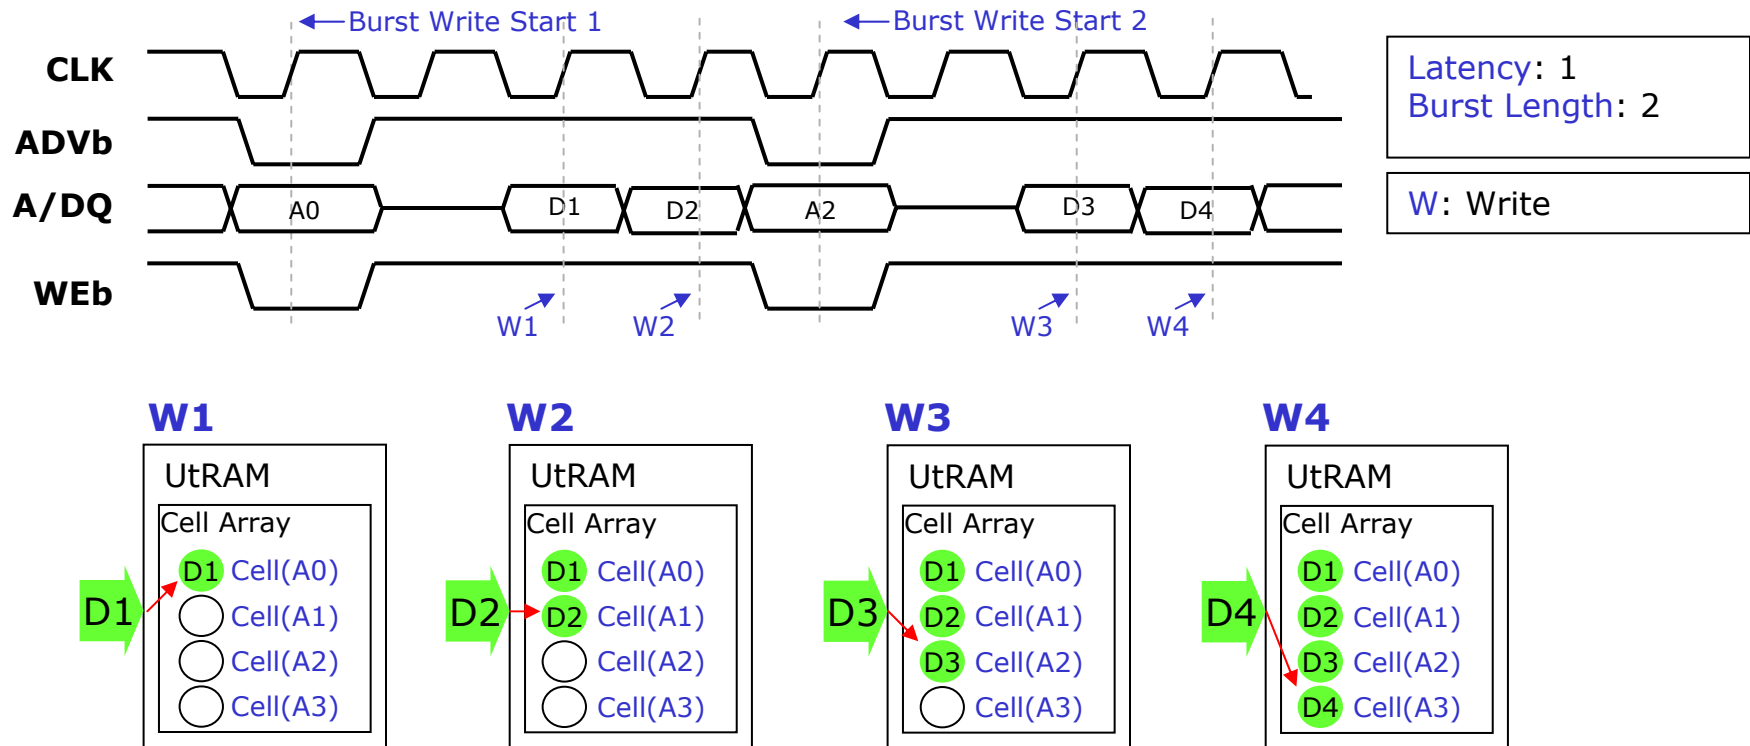 Burst Write Start 1
Burst Write Start 2
CLK
Latency: 1
Burst Length: 2
ADVb
A/DQ
A0
D1
D2
A2
D3
D4
W: Write
WEb
W1
W2
W3
W4
W1
UtRAM
Cell Array
D1
D1 Cell(A0)
Cell(A1)
Cell(A2)
Cell(A3)
W2
UtRAM
Cell Array
D2
D1 Cell(A0)
D2 Cell(A1)
Cell(A2)
Cell(A3)
W3
UtRAM
Cell Array
D3
D1 Cell(A0)
D2 Cell(A1)
D3 Cell(A2)
Cell(A3)
W4
UtRAM
Cell Array
D4
D1 Cell(A0)
D2 Cell(A1)
D3 Cell(A2)
D4 Cell(A3)